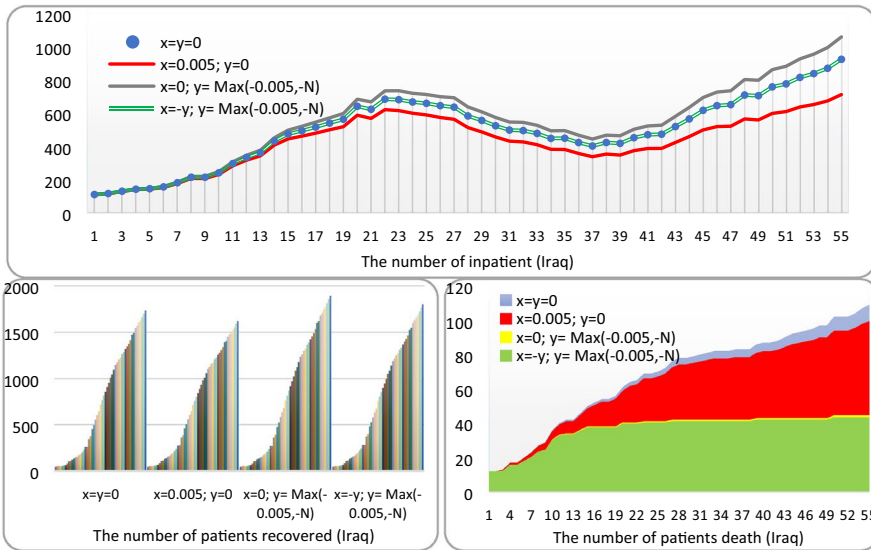 1200
1000
800
600
400
200
0
x=y=0
x=0.005; y=0
x=0; y= Max(-0.005,-N)
x=-y; y= Max(-0.005,-N)
1 3 5 7 9 11 13 15 17 19 21 23 25 27 29 31 33 35 37 39 41 43 45 47 49 51 53 55
The number of inpatient (Iraq)
2000
1500
1000
500
0
x=y=0
x=0.005; y=0
x=0; y= Max(-
0.005,-N)
x=-y; y= Max(-
0.005,-N)
The number of patients recovered (Iraq)
120
100
80
60
40
20
0
x=y=0
x=0.005; y=0
x=0; y= Max(-0.005,-N)
x=-y; y= Max(-0.005,-N)
1 4 7 10 13 16 19 22 25 28 31 34 37 40 43 46 49 52 55
The number of patients death (Iraq)